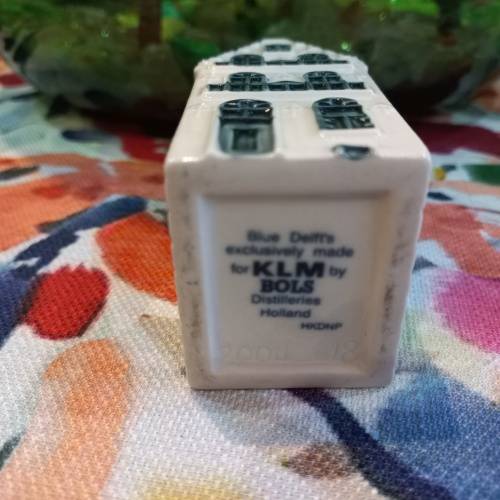 Blue Delft's
exclusively made
for KLM by
BOLS
Distilleries
Holland
HKDNP